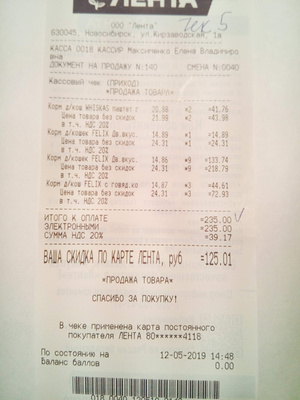 ЛЕНТА
Чек 5
ООО "Лента"
630045, Новосибирск, ул.Кирзаводская, 1а
КАССА 0018 КАССИР Максименко Елена Владимировна
ДОКУМЕНТ НА ПРОДАЖУ N:140 СМЕНА N:0040
Кассовый чек (ПРИХОД)
*ПРОДАЖА ТОВАРА*
Корм д/кош WHISKAS паштет г 20.88 *2 =41.76
Цена товара без скидок 21.99 *2 =43.98
в т.ч. НДС 20%
Корм д/кошек FELIX Дв.вкус. 14.89 *1 =14.89
Цена товара без скидок 24.31 *1 =24.31
в т.ч. НДС 20%
Корм д/кошек FELIX Дв.вкус. 14.86 *9 =133.74
Цена товара без скидок 24.31 *9 =218.79
в т.ч. НДС 20%
Корм д/кош FELIX с говяд.ко 14.87 *3 =44.61
Цена товара без скидок 24.31 *3 =72.93
в т.ч. НДС 20%
ИТОГО К ОПЛАТЕ =235.00
ЭЛЕКТРОННЫМИ =235.00
СУММА НДС 20% =39.17
ВАША СКИДКА ПО КАРТЕ ЛЕНТА, руб =125.01
*ПРОДАЖА ТОВАРА*
СПАСИБО ЗА ПОКУПКУ!
В чеке применена карта постоянного
покупателя ЛЕНТА 80******4118
По состоянию на 12-05-2019 14:48
Баланс баллов 0.00